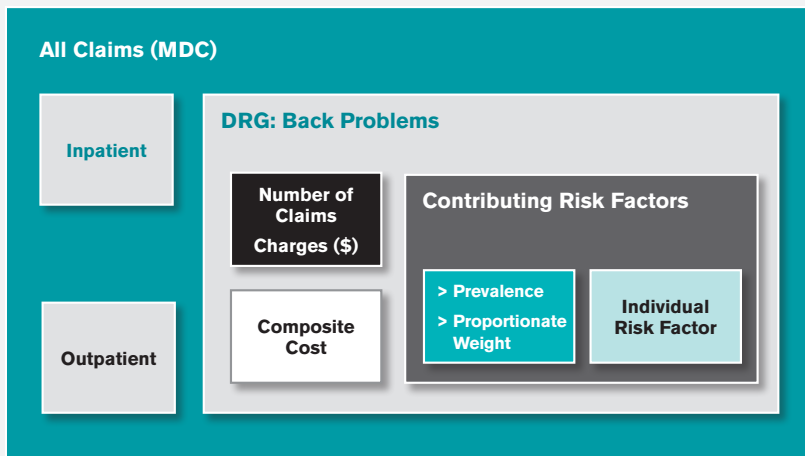 All Claims (MDC)
Inpatient
Outpatient
DRG: Back Problems
Number of
Claims
Charges ($)
Composite
Cost
Contributing Risk Factors
> Prevalence
> Proportionate
Weight
Individual
Risk Factor